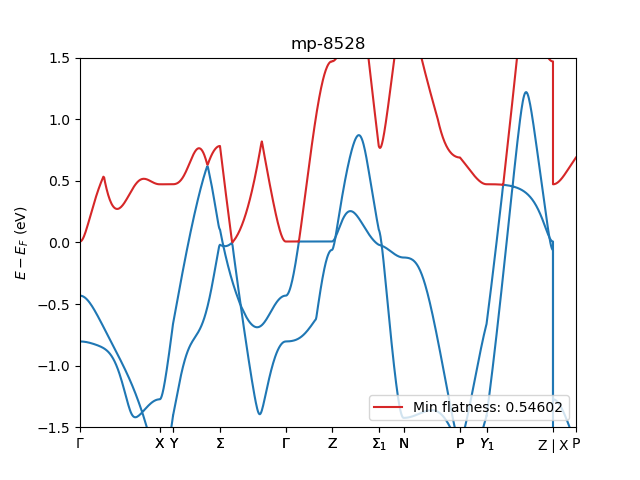 mp-8528
E − E_F (eV)
1.5
1.0
0.5
0.0
−0.5
−1.0
−1.5
Min flatness: 0.54602
Γ X Y Σ Γ Z Σ₁ N P Y₁ Z | X P